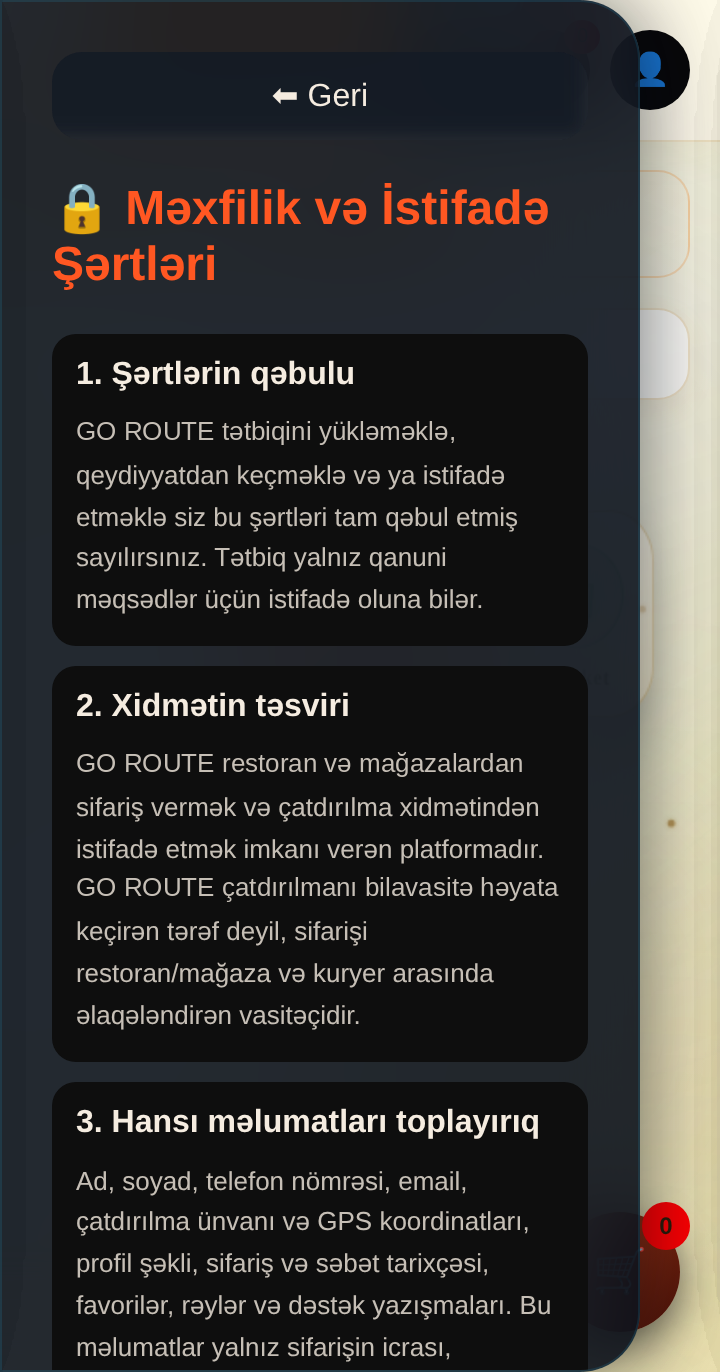 ⬅ Geri
🔒 Məxfilik və İstifadə
Şərtləri
1. Şərtlərin qəbulu
GO ROUTE tətbiqini yükləməklə,
qeydiyyatdan keçməklə və ya istifadə
etməklə siz bu şərtləri tam qəbul etmiş
sayılırsınız. Tətbiq yalnız qanuni
məqsədlər üçün istifadə oluna bilər.
2. Xidmətin təsviri
GO ROUTE restoran və mağazalardan
sifariş vermək və çatdırılma xidmətindən
istifadə etmək imkanı verən platformadır.
GO ROUTE çatdırılmanı bilavasitə həyata
keçirən tərəf deyil, sifarişi
restoran/mağaza və kuryer arasında
əlaqələndirən vasitəçidir.
3. Hansı məlumatları toplayırıq
Ad, soyad, telefon nömrəsi, email,
çatdırılma ünvanı və GPS koordinatları,
profil şəkli, sifariş və səbət tarixçəsi,
favorilər, rəylər və dəstək yazışmaları. Bu
məlumatlar yalnız sifarişin icrası,
0